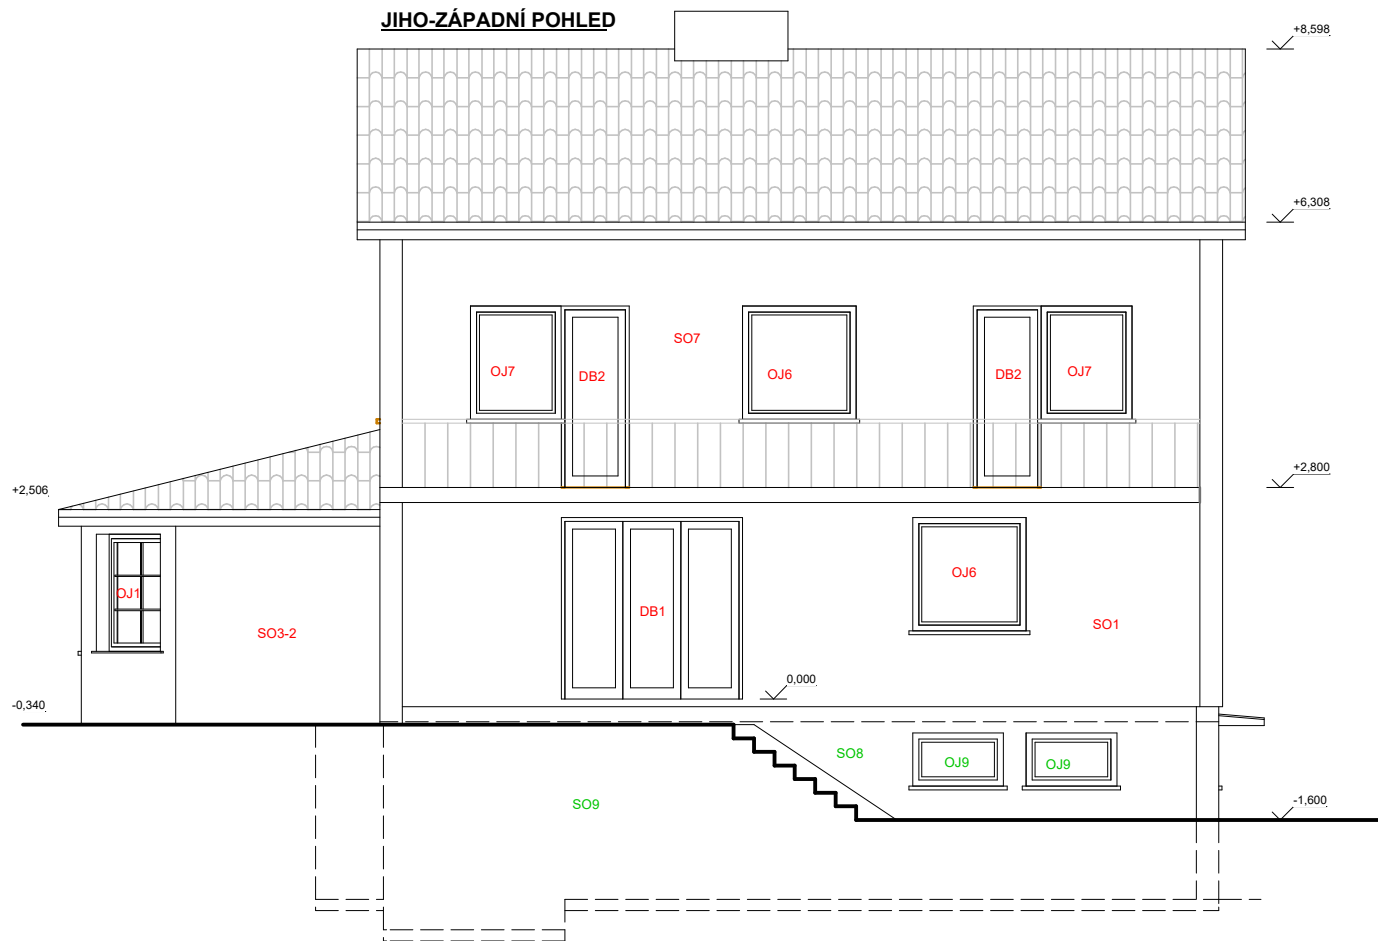 JIHO-ZÁPADNÍ POHLED
+8,598
+6,308
SO7
OJ7
DB2
OJ6
DB2
OJ7
+2,506
+2,800
OJ1
OJ6
DB1
SO3-2
SO1
0,000
-0,340
SO8
OJ9
OJ9
SO9
-1,600